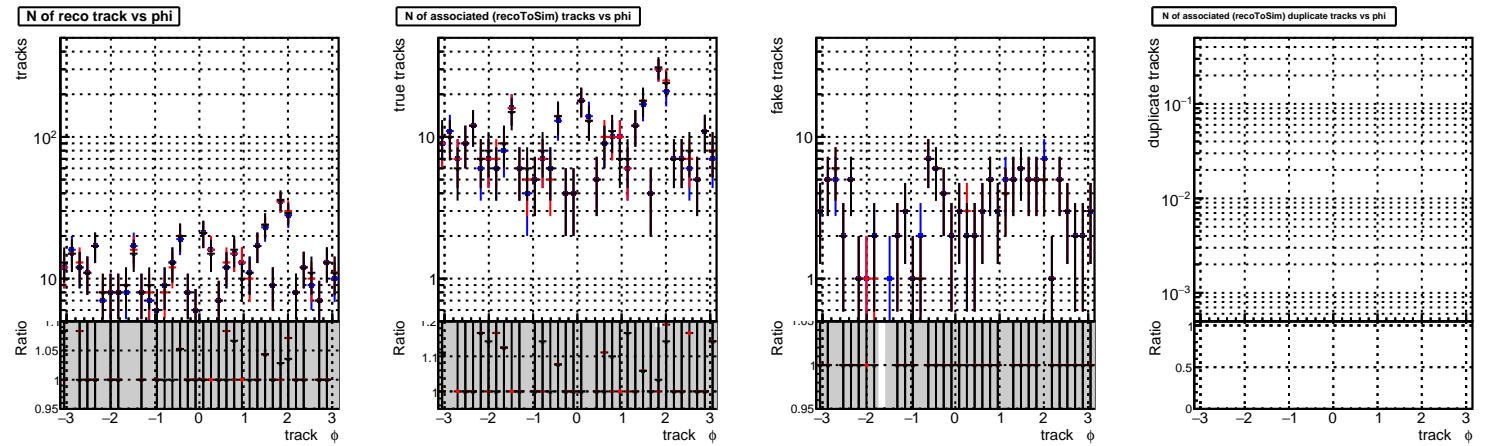 N of reco track vs phi
tracks
10²
10
Ratio
1.1
1.05
1
0.95
−3 −2 −1 0 1 2 3
track φ
N of associated (recoToSim) tracks vs phi
true tracks
10
1
Ratio
1.2
1.1
1
−3 −2 −1 0 1 2 3
track φ
fake tracks
10
1
Ratio
1.05
1
0.95
−3 −2 −1 0 1 2 3
track φ
N of associated (recoToSim) duplicate tracks vs phi
duplicate tracks
10⁻¹
10⁻²
10⁻³
Ratio
1
0.5
0
−3 −2 −1 0 1 2 3
track φ